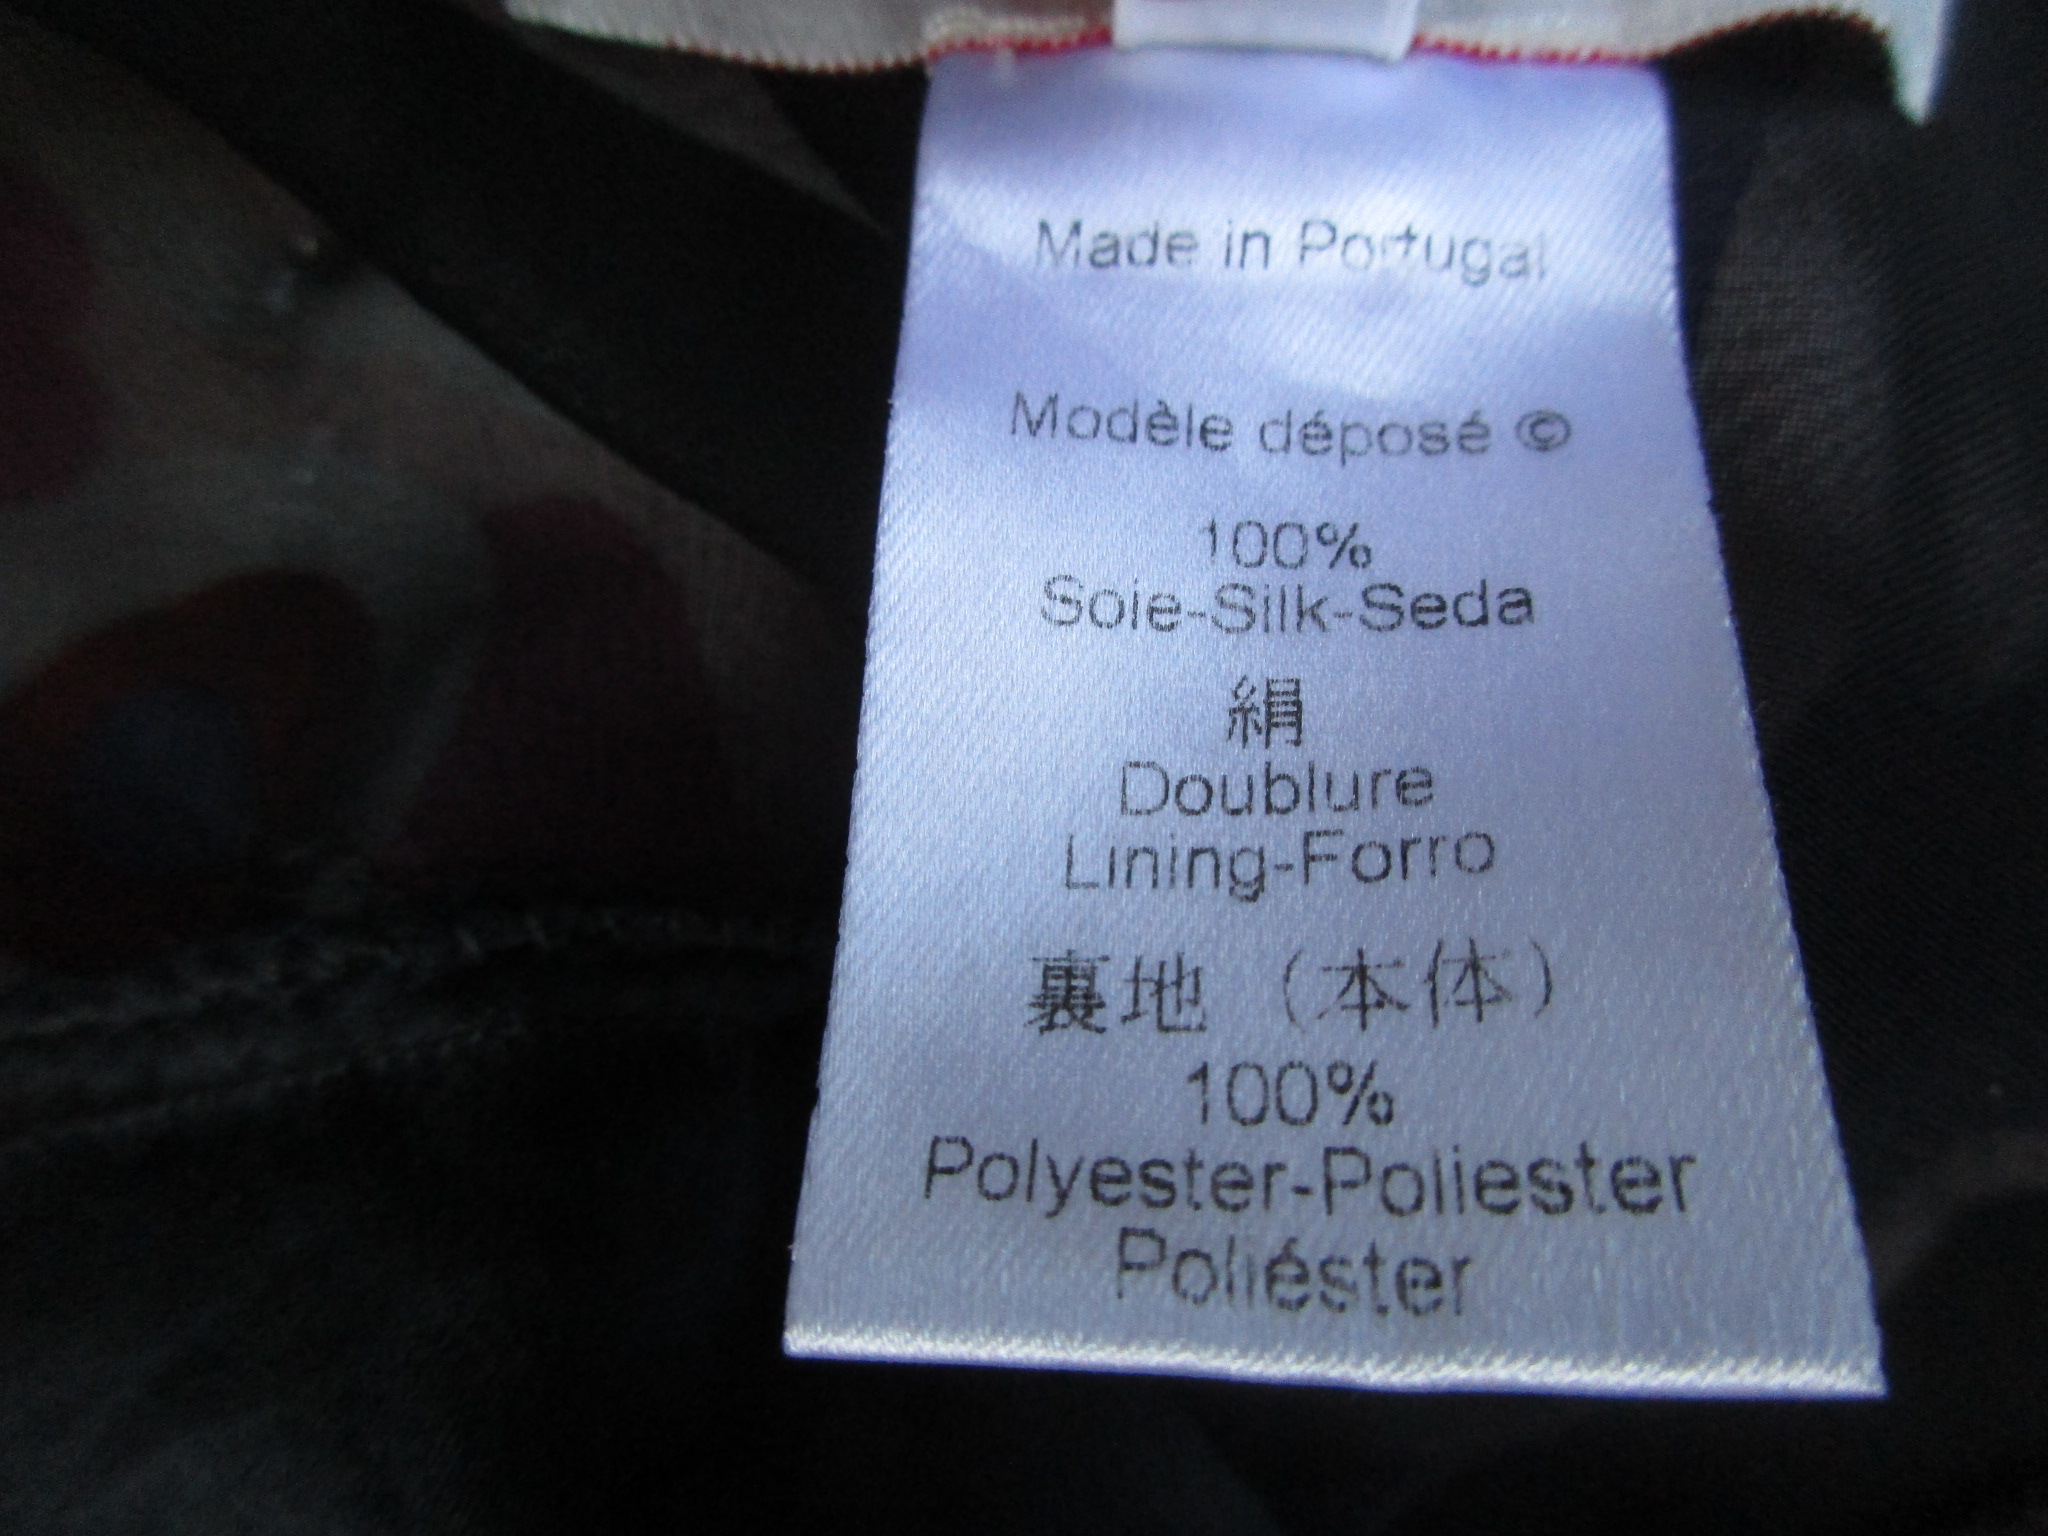 Made in Portugal
Modèle déposé ©
100%
Soie-Silk-Seda
絹
Doublure
Lining-Forro
裏地（本体）
100%
Polyester-Poliester
Poliéster